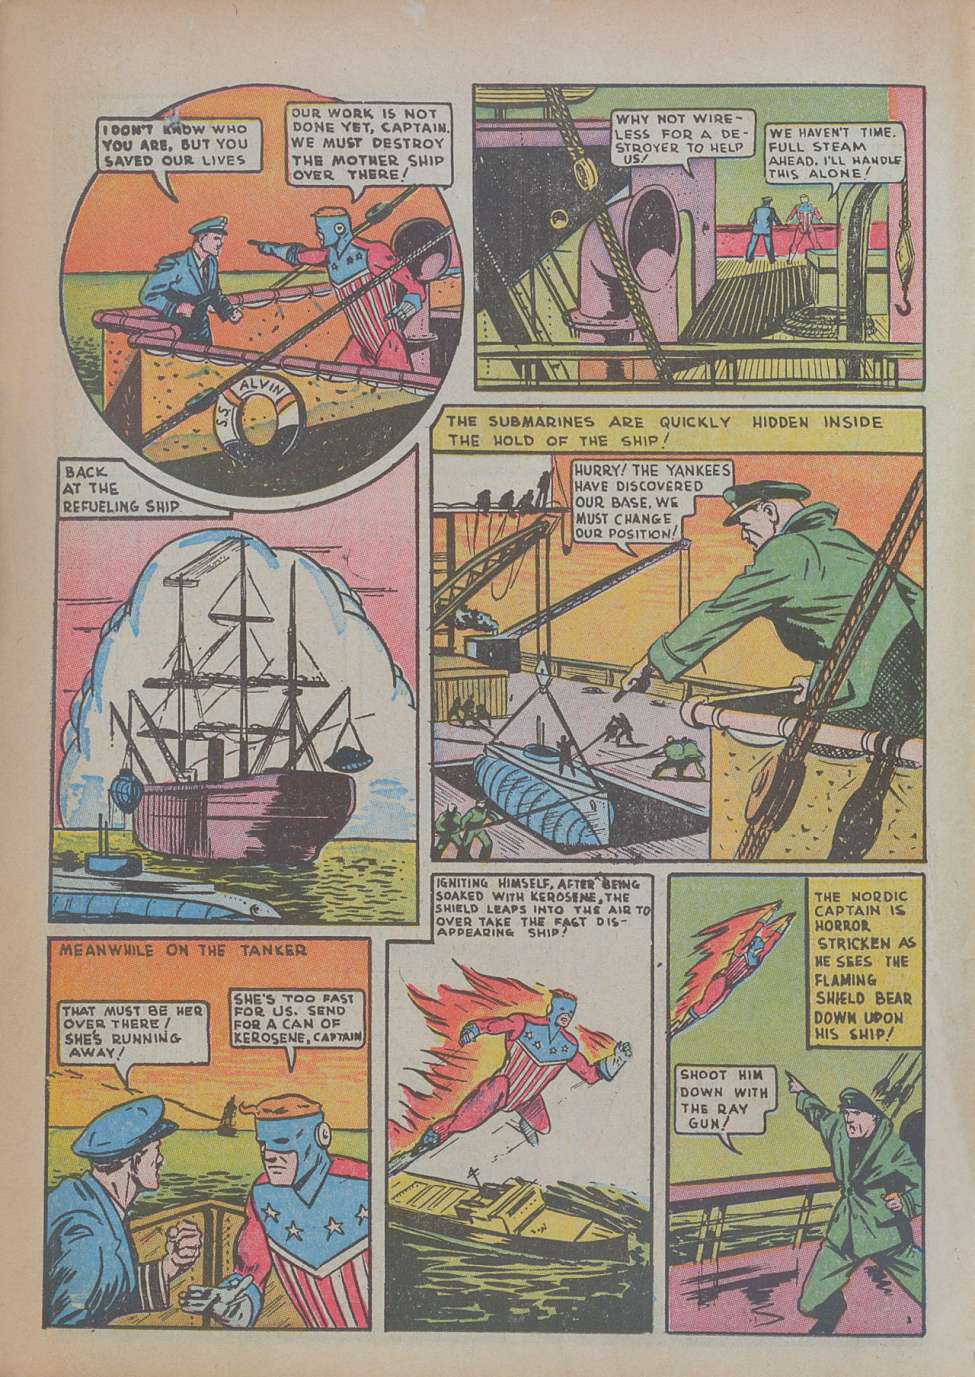 I DON'T KNOW WHO
YOU ARE, BUT YOU
SAVED OUR LIVES
OUR WORK IS NOT
DONE YET, CAPTAIN.
WE MUST DESTROY
THE MOTHER SHIP
OVER THERE!
S.S. ALVIN
WHY NOT WIRE-
LESS FOR A DE-
STROYER TO HELP
US!
WE HAVEN'T TIME.
FULL STEAM
AHEAD. I'LL HANDLE
THIS ALONE!
BACK
AT THE
REFUELING SHIP
THE SUBMARINES ARE QUICKLY HIDDEN INSIDE
THE HOLD OF THE SHIP!
HURRY! THE YANKEES
HAVE DISCOVERED
OUR BASE. WE
MUST CHANGE
OUR POSITION!
MEANWHILE ON THE TANKER
THAT MUST BE HER
OVER THERE!
SHE'S RUNNING
AWAY!
SHE'S TOO FAST
FOR US. SEND
FOR A CAN OF
KEROSENE, CAPTAIN
IGNITING HIMSELF, AFTER BEING
SOAKED WITH KEROSENE, THE
SHIELD LEAPS INTO THE AIR TO
OVER TAKE THE FAST DIS-
APPEARING SHIP!
THE NORDIC
CAPTAIN IS
HORROR
STRICKEN AS
HE SEES THE
FLAMING
SHIELD BEAR
DOWN UPON
HIS SHIP!
SHOOT HIM
DOWN WITH
THE RAY
GUN!